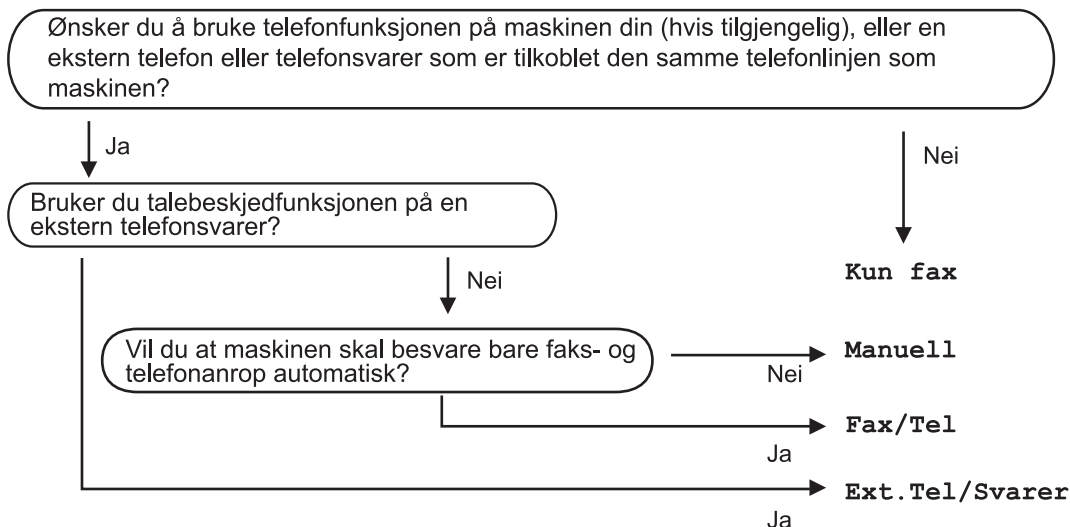 Ønsker du å bruke telefonfunksjonen på maskinen din (hvis tilgjengelig), eller en
ekstern telefon eller telefonsvarer som er tilkoblet den samme telefonlinjen som
maskinen?
Ja
Nei
Bruker du talebeskjedfunksjonen på en
ekstern telefonsvarer?
Nei
Kun fax
Vil du at maskinen skal besvare bare faks- og
telefonanrop automatisk?
Nei
Manuell
Ja
Fax/Tel
Ja
Ext.Tel/Svarer